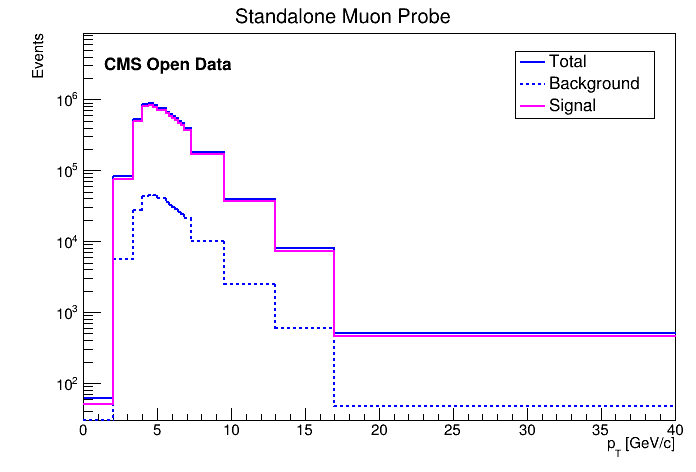 Standalone Muon Probe
Events
CMS Open Data
Total
Background
Signal
10^6
10^5
10^4
10^3
10^2
0 5 10 15 20 25 30 35 40
p_T [GeV/c]